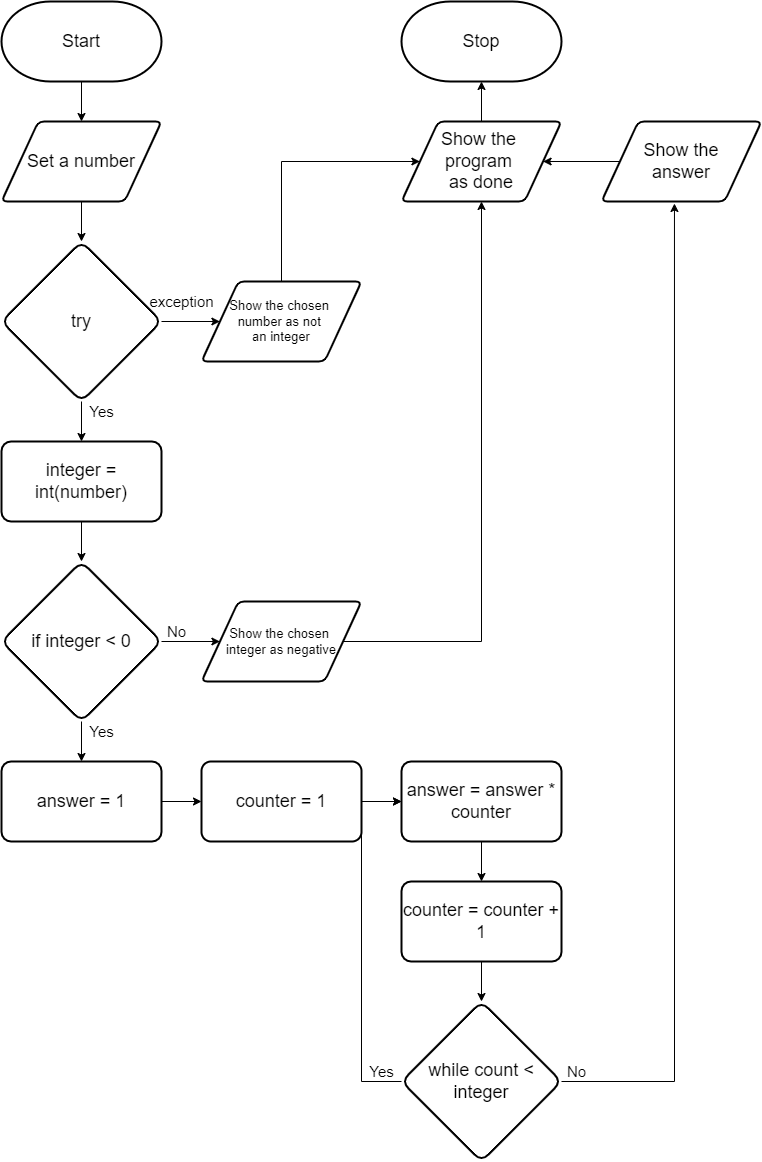 Start
Stop
Set a number
Show the
program
as done
Show the
answer
try
exception
Show the chosen
number as not
an integer
Yes
integer =
int(number)
if integer < 0
No
Show the chosen
integer as negative
Yes
answer = 1
counter = 1
answer = answer *
counter
counter = counter +
1
while count <
integer
Yes
No